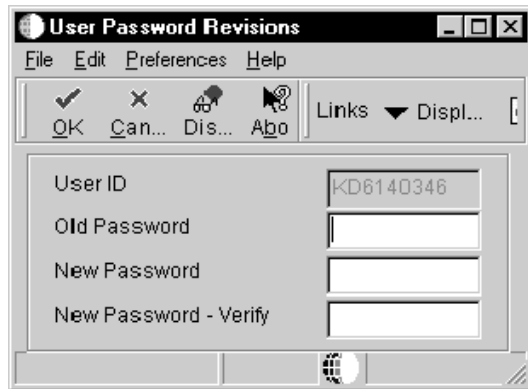 User Password Revisions
File Edit Preferences Help
OK Can... Dis... Abo Links Displ...
User ID KD6140346
Old Password
New Password
New Password - Verify